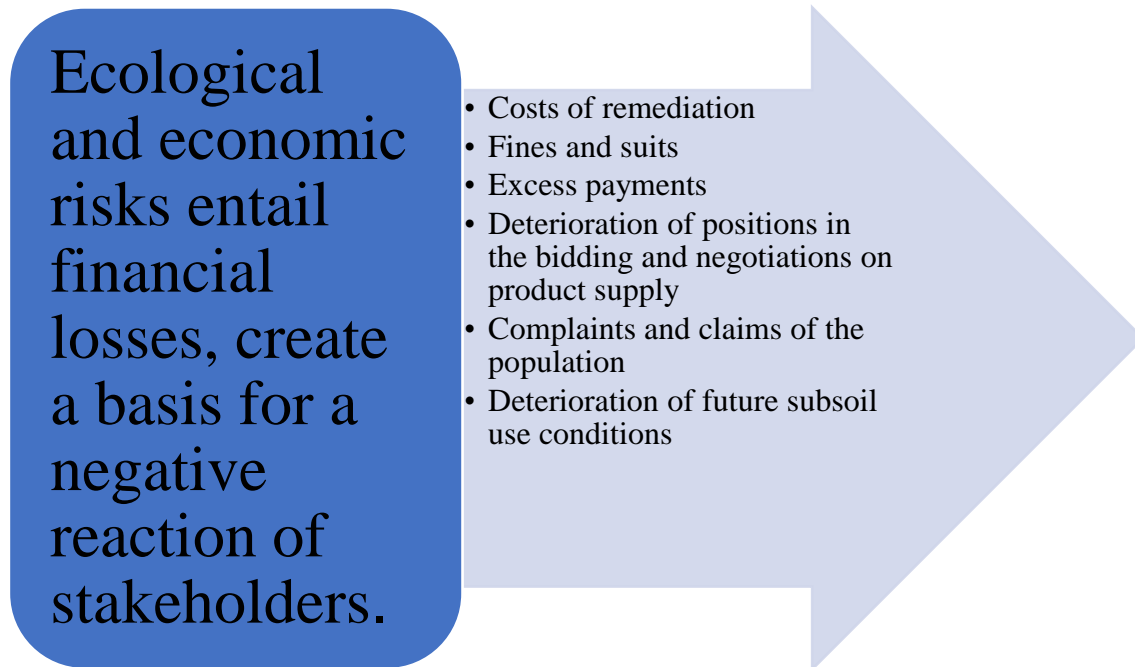 Ecological
and economic
risks entail
financial
losses, create
a basis for a
negative
reaction of
stakeholders.
• Costs of remediation
• Fines and suits
• Excess payments
• Deterioration of positions in
the bidding and negotiations on
product supply
• Complaints and claims of the
population
• Deterioration of future subsoil
use conditions